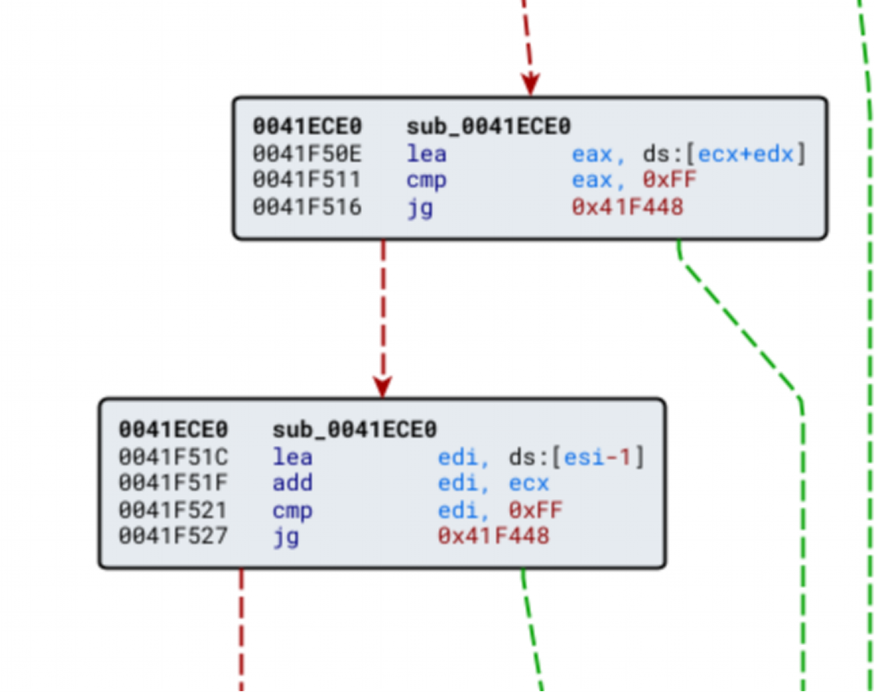 0041ECE0 sub_0041ECE0
0041F50E lea eax, ds:[ecx+edx]
0041F511 cmp eax, 0xFF
0041F516 jg 0x41F448
0041ECE0 sub_0041ECE0
0041F51C lea edi, ds:[esi-1]
0041F51F add edi, ecx
0041F521 cmp edi, 0xFF
0041F527 jg 0x41F448